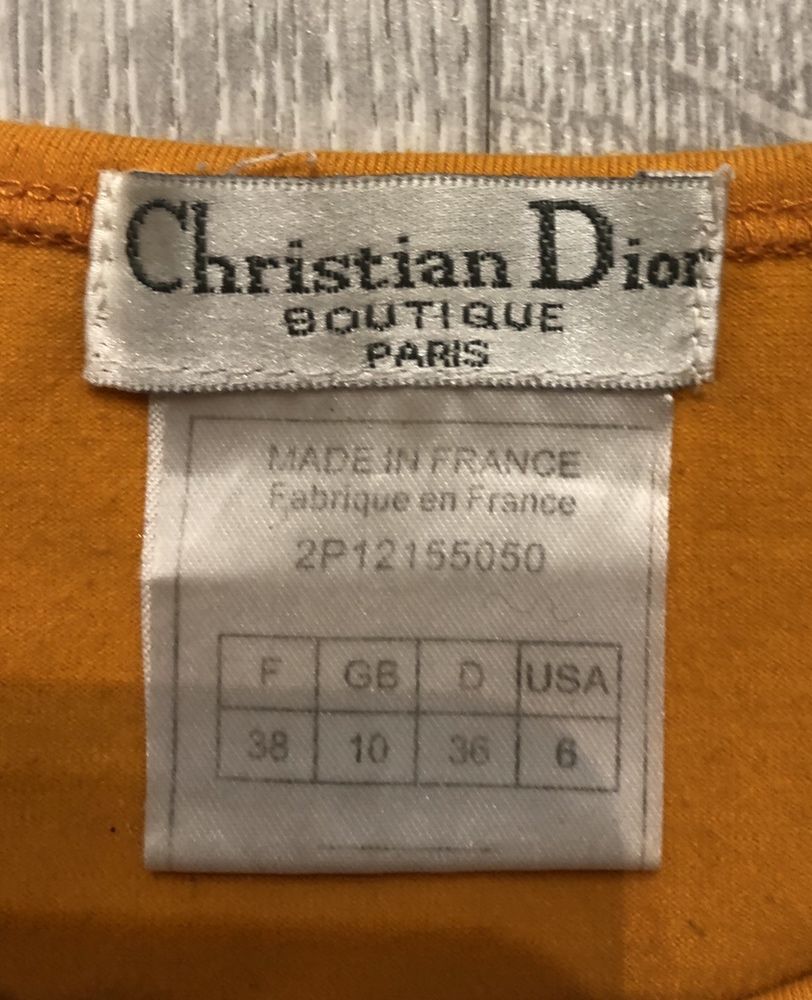 Christian Dior
BOUTIQUE
PARIS
MADE IN FRANCE
Fabrique en France
2P12155050
F GB D USA
38 10 36 6